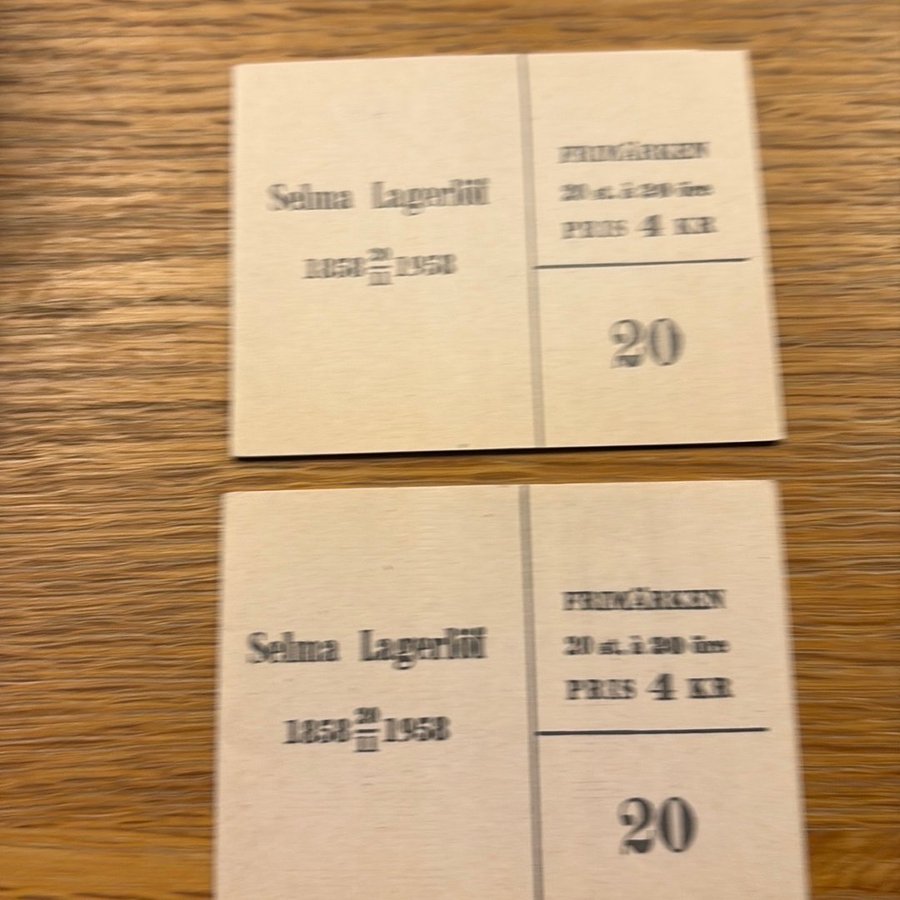 Selma Lagerlöf
1858 20/11 1958
FRIMÄRKEN
20 st. à 20 öre
PRIS 4 KR
20
Selma Lagerlöf
1858 20/11 1958
FRIMÄRKEN
20 st. à 20 öre
PRIS 4 KR
20